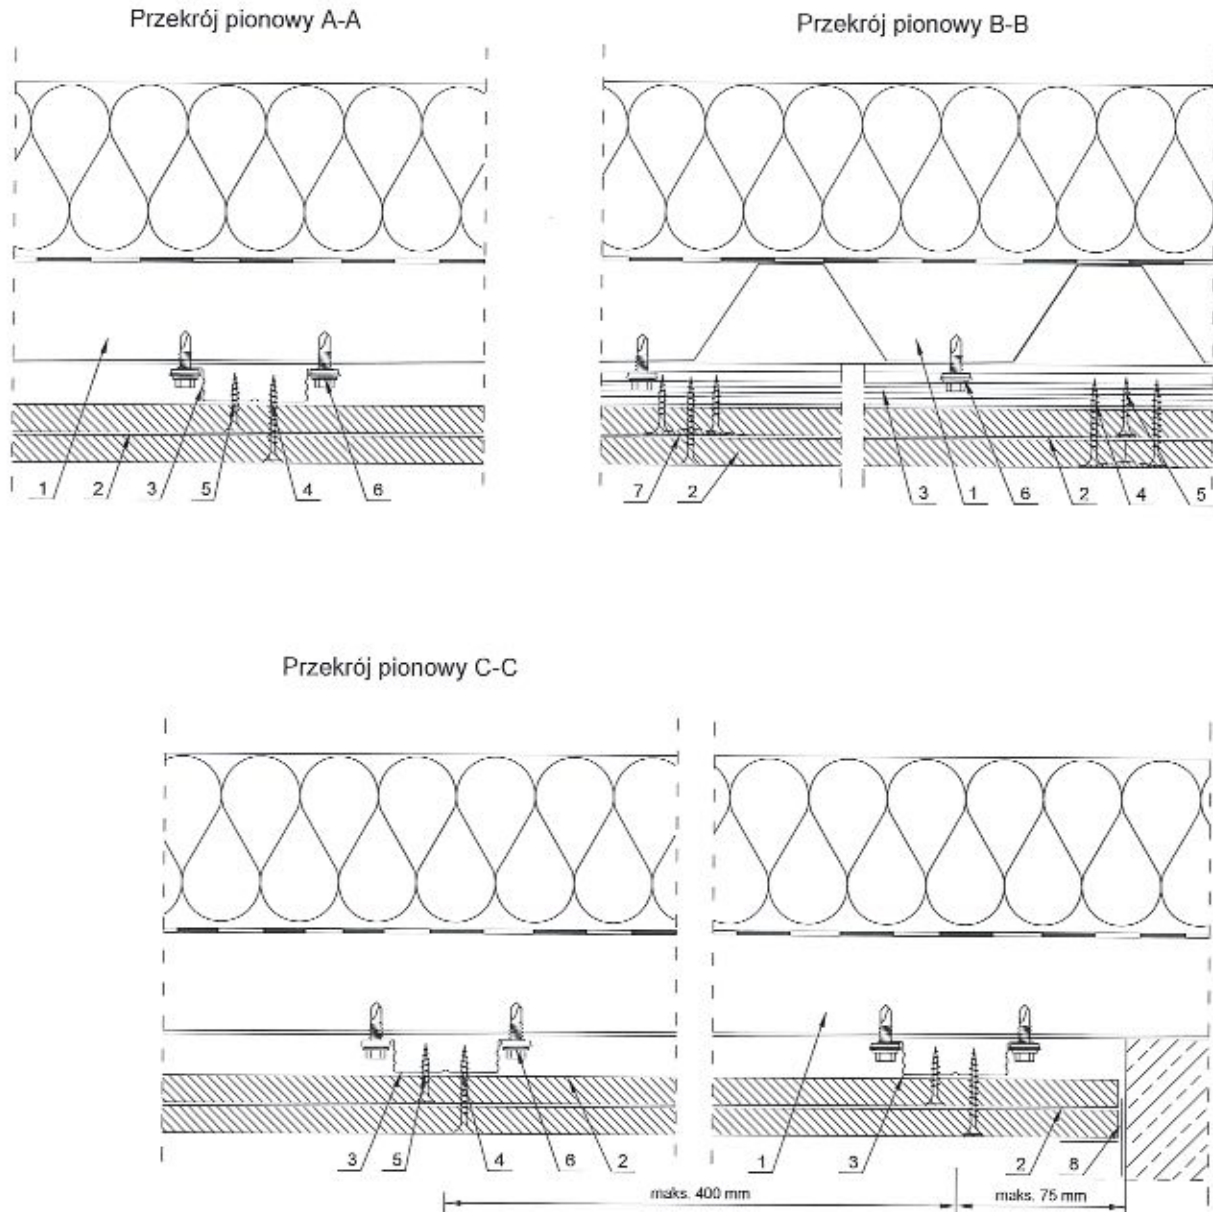 Przekrój pionowy A-A
Przekrój pionowy B-B
1 2 3 5 4 6
7 2 3 1 6 2 4 5
Przekrój pionowy C-C
3 5 4 6 2
1 3 2 8
maks. 400 mm
maks. 75 mm